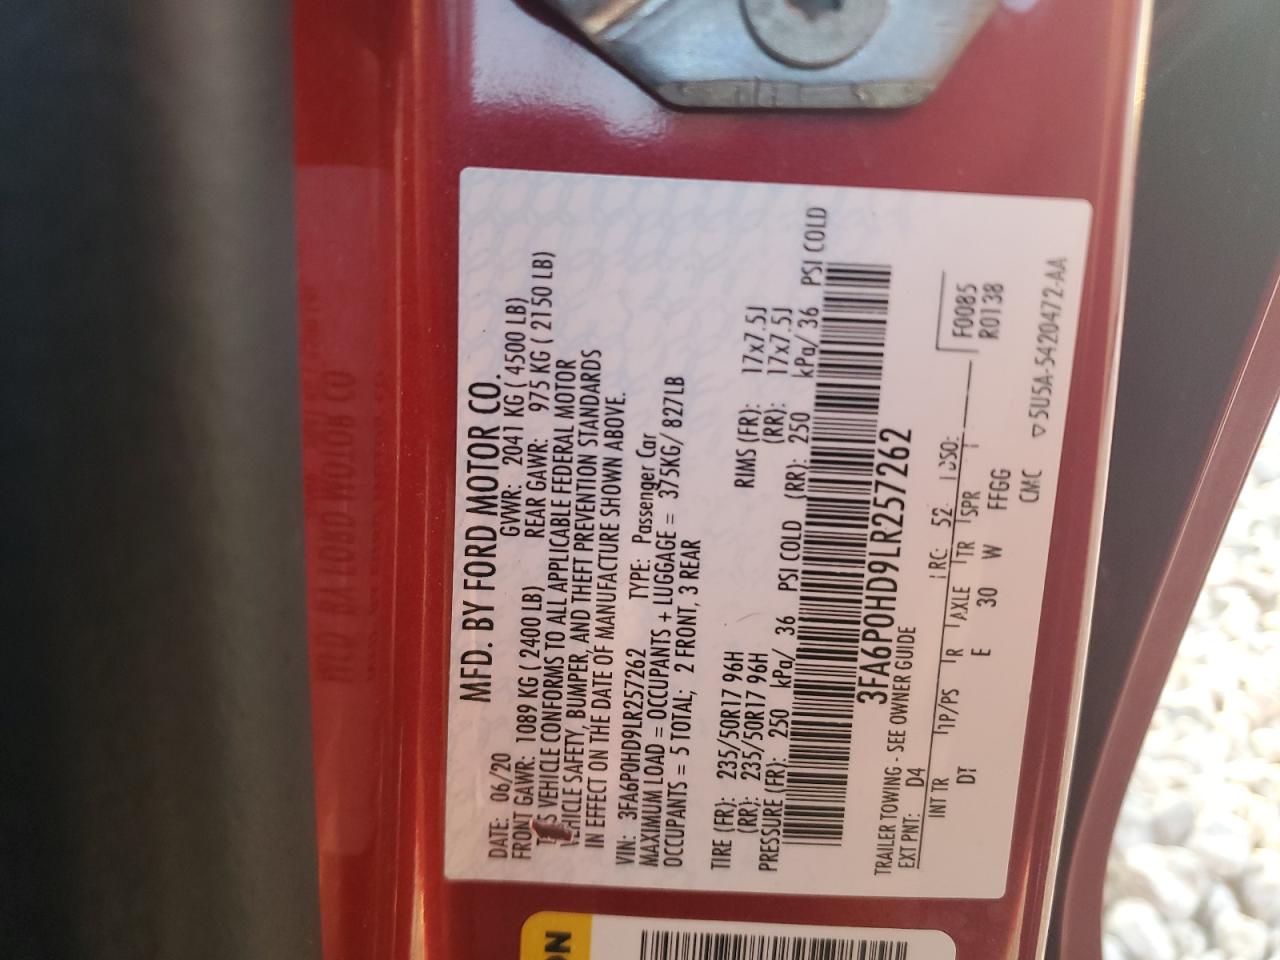 MFD. BY FORD MOTOR CO.
DATE: 06/20 GVWR: 2041 KG ( 4500 LB)
FRONT GAWR: 1089 KG ( 2400 LB) REAR GAWR: 975 KG ( 2150 LB)
VEHICLE CONFORMS TO ALL APPLICABLE FEDERAL MOTOR
VEHICLE SAFETY, BUMPER, AND THEFT PREVENTION STANDARDS
IN EFFECT ON THE DATE OF MANUFACTURE SHOWN ABOVE.
VIN: 3FA6P0HD9LR257262 TYPE: Passenger Car
MAXIMUM LOAD = OCCUPANTS + LUGGAGE = 375KG/ 827LB
OCCUPANTS = 5 TOTAL; 2 FRONT, 3 REAR
TIRE (FR): 235/50R17 96H RIMS (FR): 17x7.5J
(RR): 235/50R17 96H (RR): 17x7.5J
PRESSURE (FR): 250 kPa/ 36 PSI COLD (RR): 250 kPa/ 36 PSI COLD
3FA6P0HD9LR257262
TRAILER TOWING - SEE OWNER GUIDE
EXT PNT: D4 RC: 52 DSO: F0085
INT TR TP/PS R AXLE TR SPR R0138
DT E 30 W FFGG
CMC
▽5U5A-5420472-AA